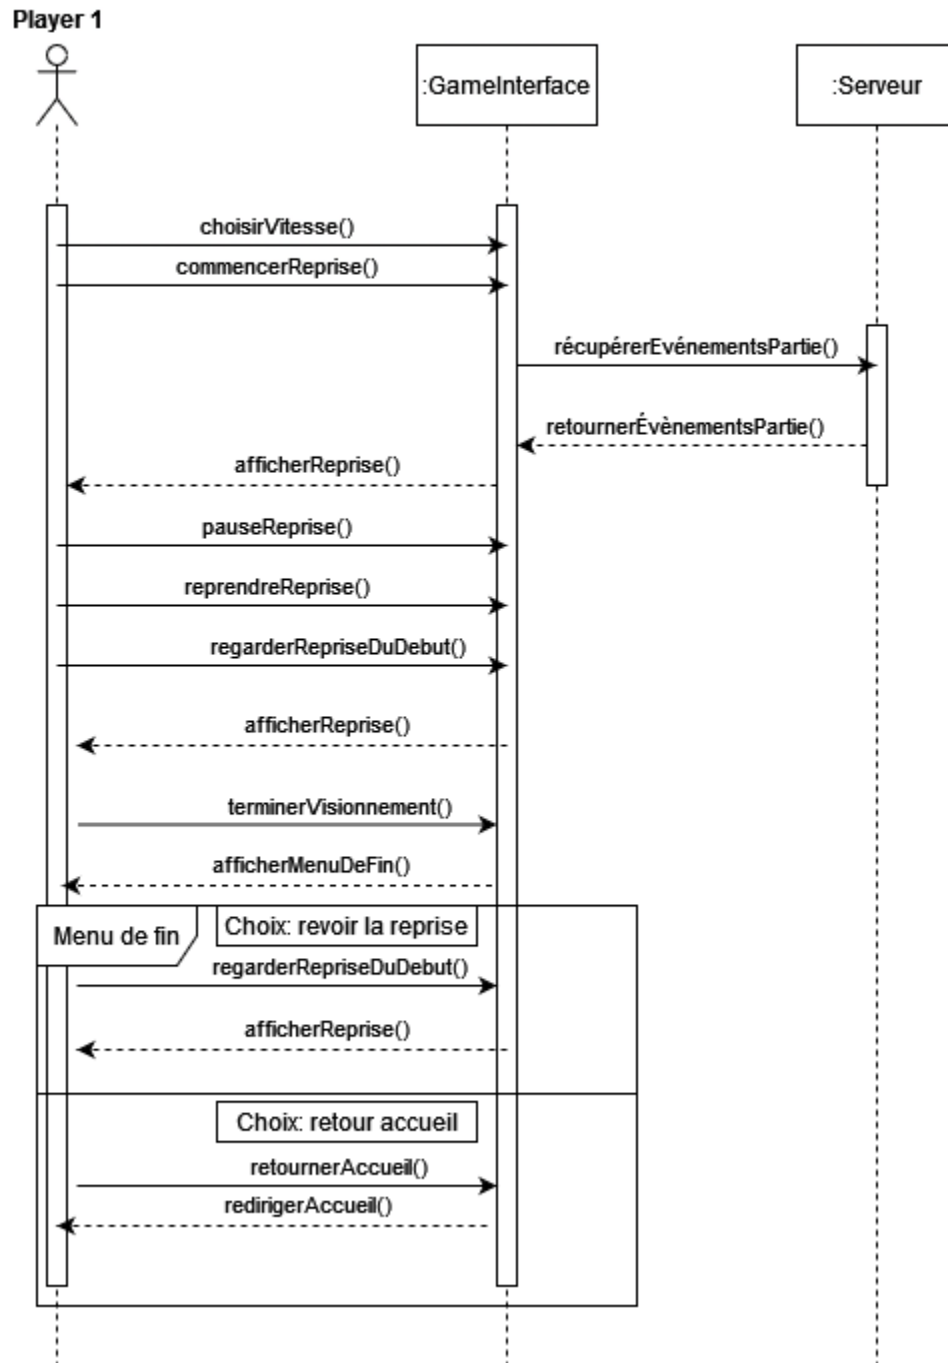 Player 1
:GameInterface
:Serveur
choisirVitesse()
commencerReprise()
récupérerEvénementsPartie()
retournerÉvènementsPartie()
afficherReprise()
pauseReprise()
reprendreReprise()
regarderRepriseDuDebut()
afficherReprise()
terminerVisionnement()
afficherMenuDeFin()
Menu de fin
Choix: revoir la reprise
regarderRepriseDuDebut()
afficherReprise()
Choix: retour accueil
retournerAccueil()
redirigerAccueil()